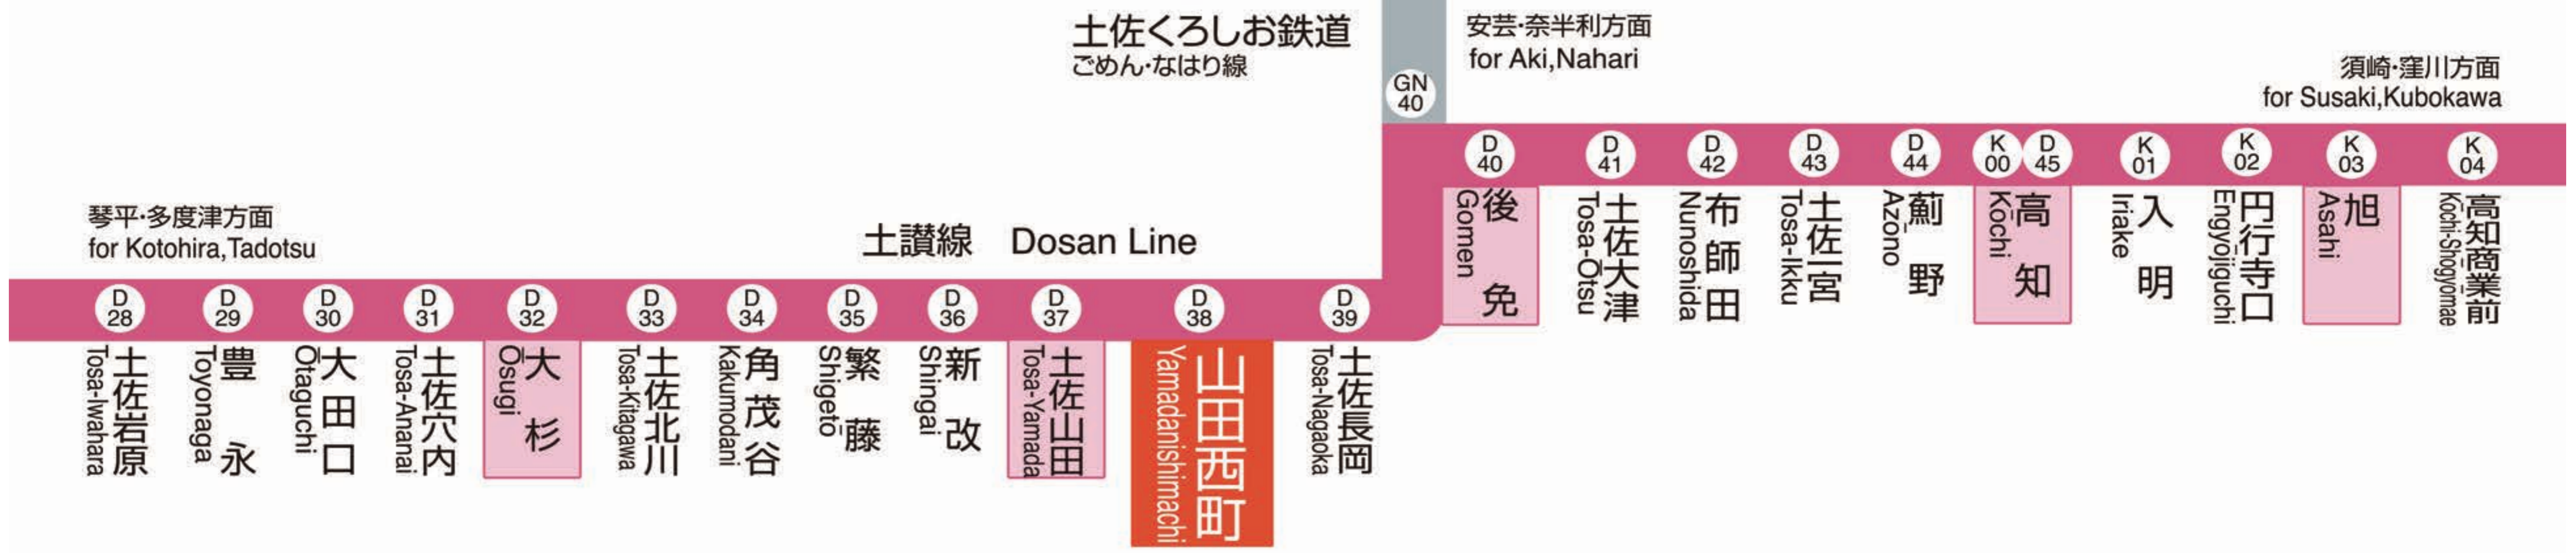 土佐くろしお鉄道
ごめん・なはり線
GN
40
安芸・奈半利方面
for Aki,Nahari
須崎・窪川方面
for Susaki,Kubokawa
琴平・多度津方面
for Kotohira,Tadotsu
土讃線 Dosan Line
D
28
土佐岩原
Tosa-Iwahara
D
29
豊永
Toyonaga
D
30
大田口
Ōtaguchi
D
31
土佐穴内
Tosa-Ananai
D
32
大杉
Ōsugi
D
33
土佐北川
Tosa-Kitagawa
D
34
角茂谷
Kakumodani
D
35
繁藤
Shigetō
D
36
新改
Shingai
D
37
土佐山田
Tosa-Yamada
D
38
山田西町
Yamadanishimachi
D
39
土佐長岡
Tosa-Nagaoka
D
40
後免
Gomen
D
41
土佐大津
Tosa-Ōtsu
D
42
布師田
Nunoshida
D
43
土佐一宮
Tosa-Ikku
D
44
薊野
Azōno
K
00
D
45
高知
Kōchi
K
01
入明
Iriake
K
02
円行寺口
Engyōjiguchi
K
03
旭
Asahi
K
04
高知商業前
Kōchi-Shōgyōmae